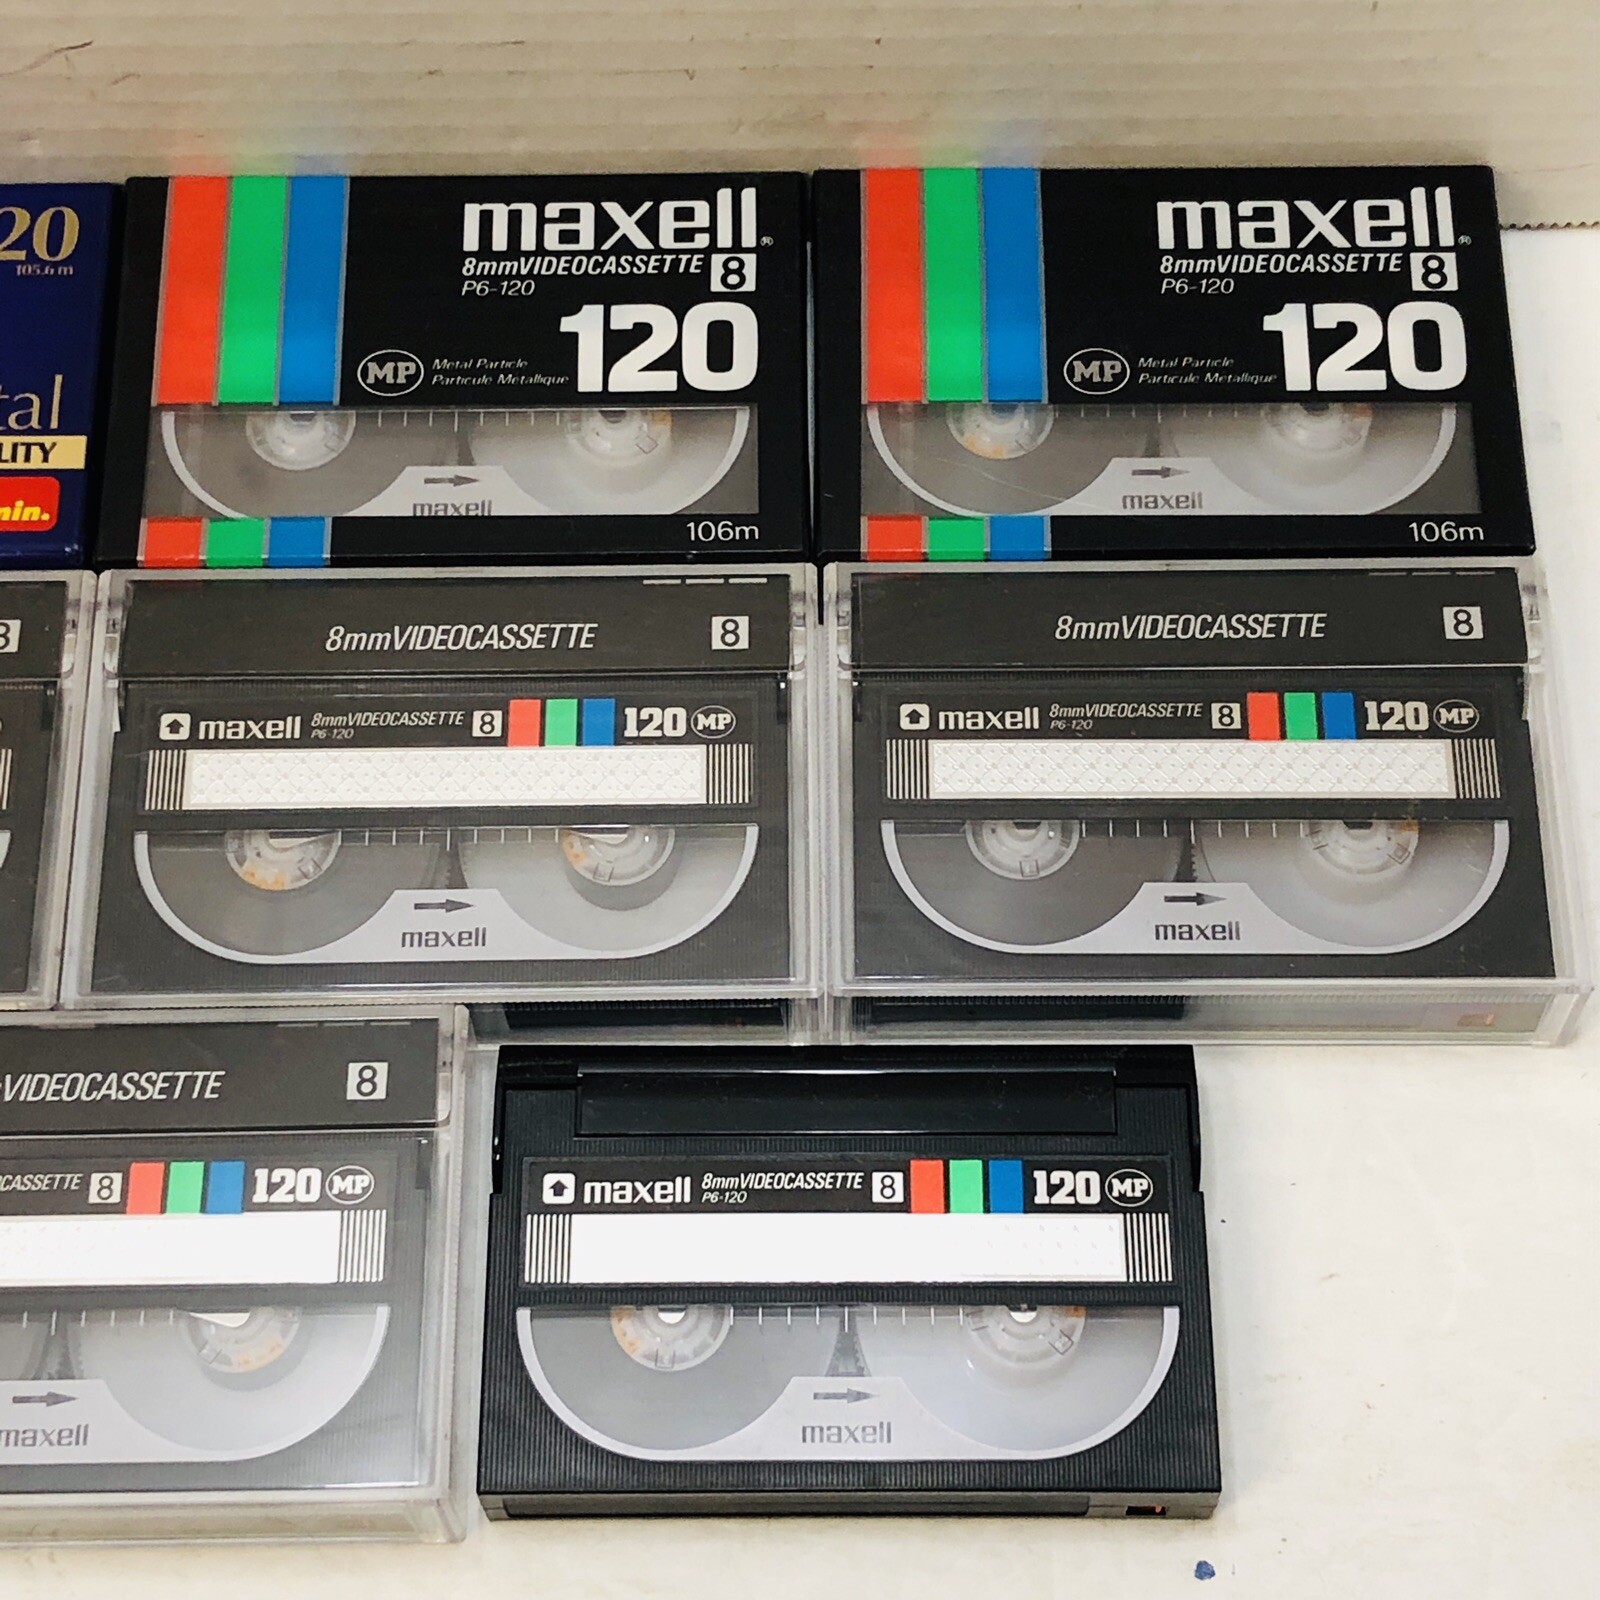 20
105.6 m
tal
LITY
min.
maxell®
8mmVIDEOCASSETTE 8
P6-120
120
MP Metal Particle
Particule Métallique
maxell
106m
maxell®
8mmVIDEOCASSETTE 8
P6-120
120
MP Metal Particle
Particule Métallique
maxell
106m
8
8mmVIDEOCASSETTE 8
maxell 8mmVIDEOCASSETTE 8 120 MP
P6-120
maxell
8mmVIDEOCASSETTE 8
maxell 8mmVIDEOCASSETTE 8 120 MP
P6-120
maxell
VIDEOCASSETTE 8
CASSETTE 8 120 MP
maxell
maxell 8mmVIDEOCASSETTE 8 120 MP
P6-120
maxell